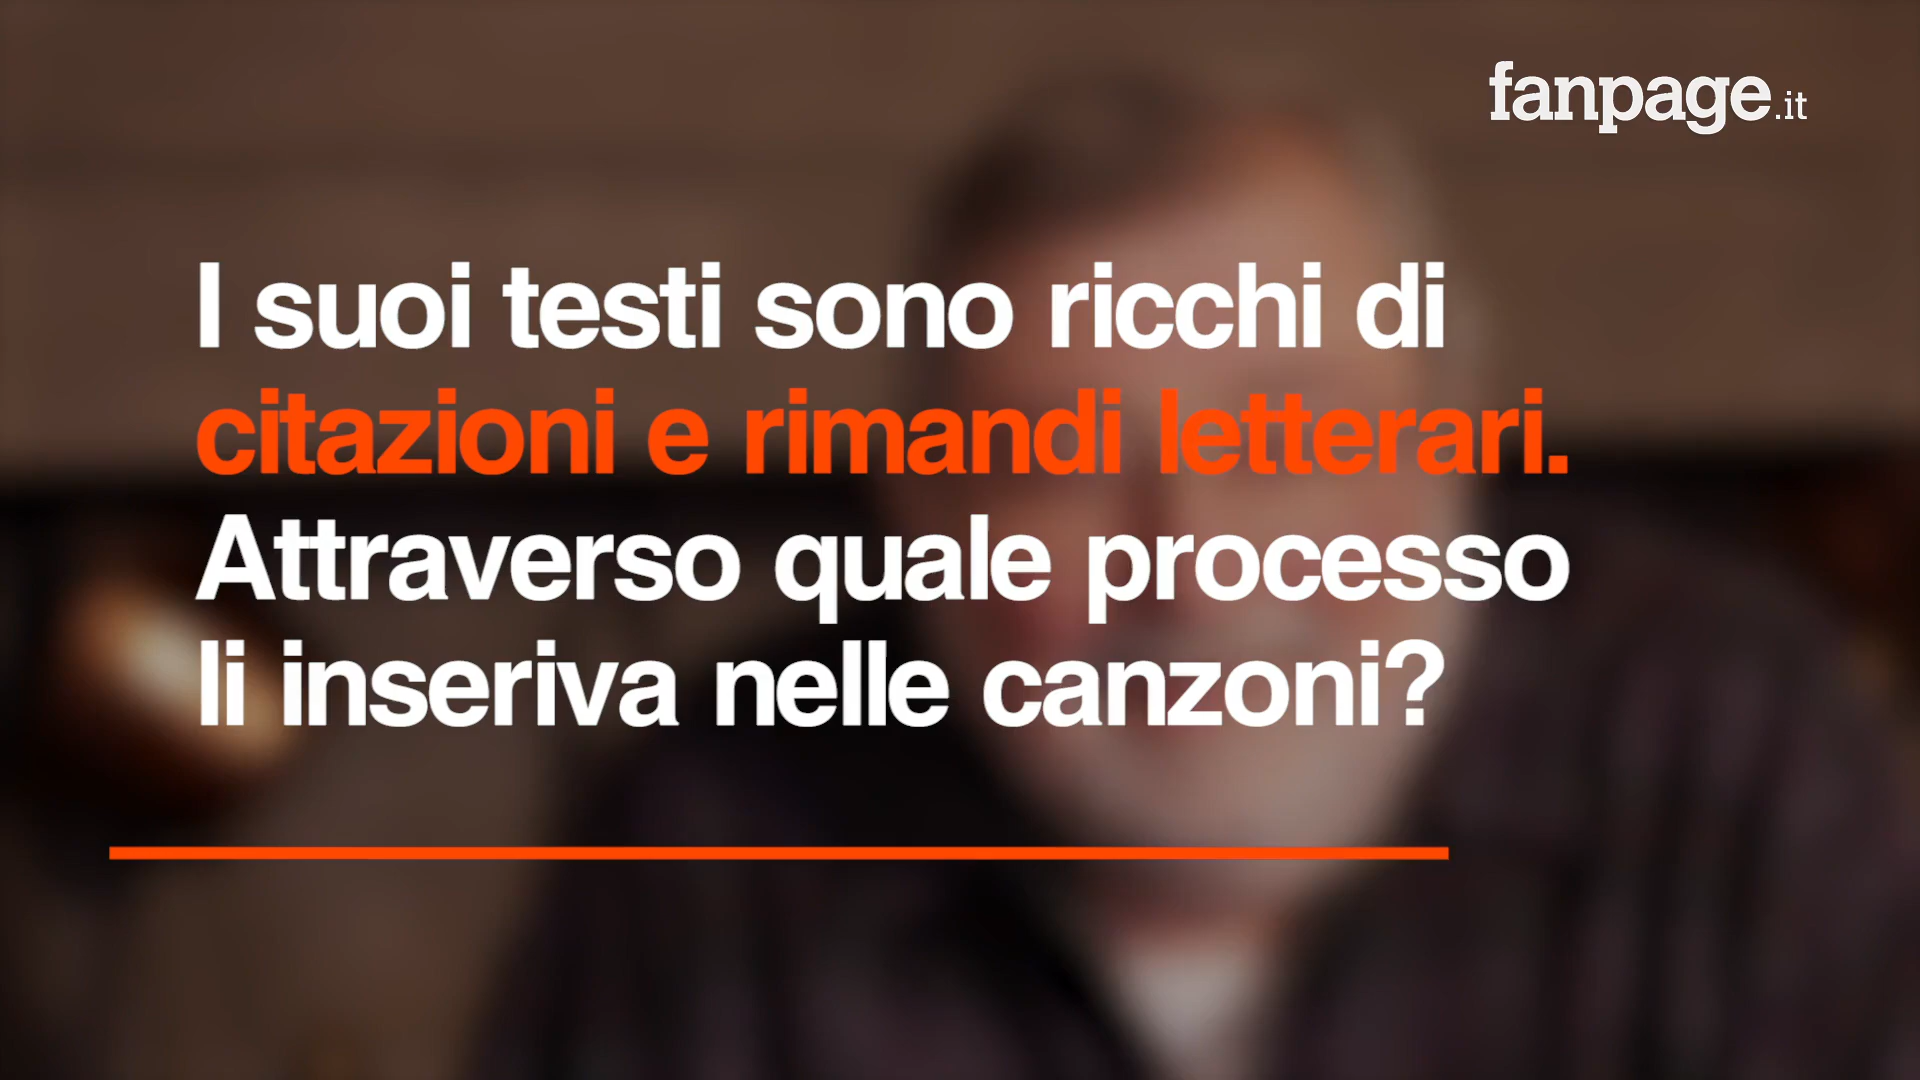 fanpage.it
I suoi testi sono ricchi di
citazioni e rimandi letterari.
Attraverso quale processo
li inseriva nelle canzoni?